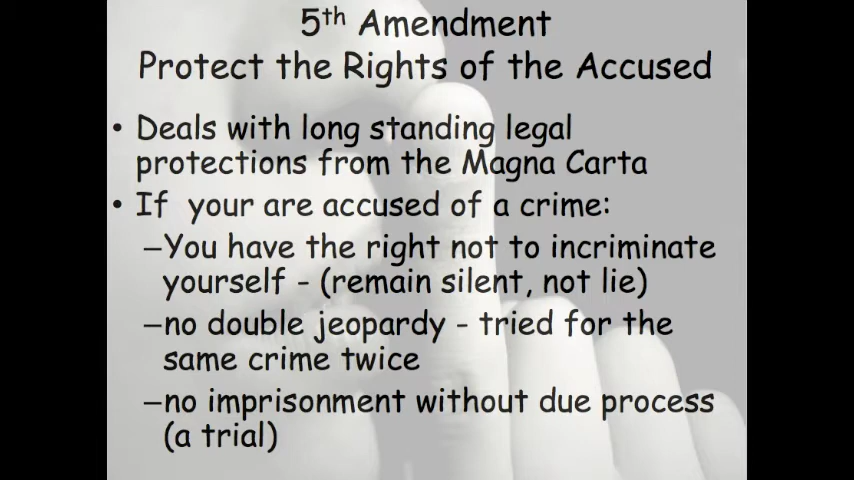 5th Amendment
Protect the Rights of the Accused
• Deals with long standing legal
protections from the Magna Carta
• If your are accused of a crime:
–You have the right not to incriminate
yourself - (remain silent, not lie)
–no double jeopardy - tried for the
same crime twice
–no imprisonment without due process
(a trial)